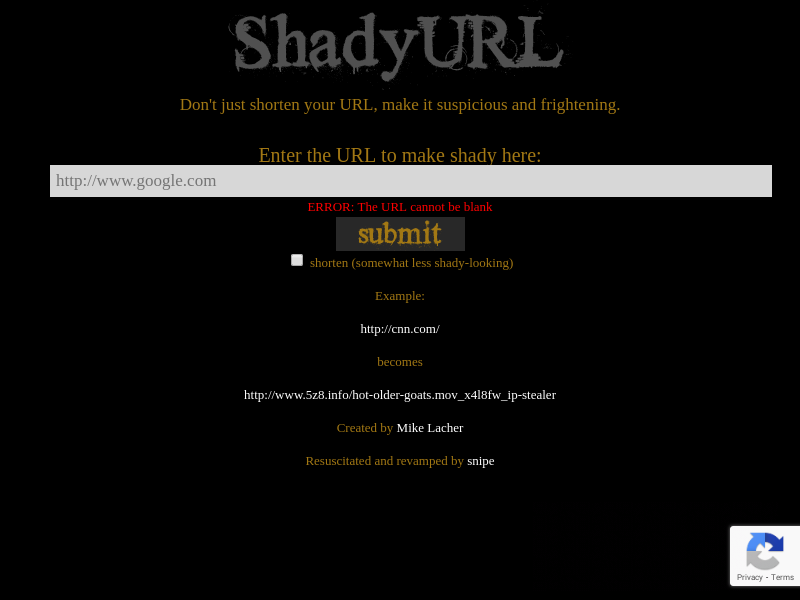 ShadyURL
Don't just shorten your URL, make it suspicious and frightening.
Enter the URL to make shady here:
http://www.google.com
ERROR: The URL cannot be blank
submit
shorten (somewhat less shady-looking)
Example:
http://cnn.com/
becomes
http://www.5z8.info/hot-older-goats.mov_x4l8fw_ip-stealer
Created by Mike Lacher
Resuscitated and revamped by snipe
Privacy - Terms